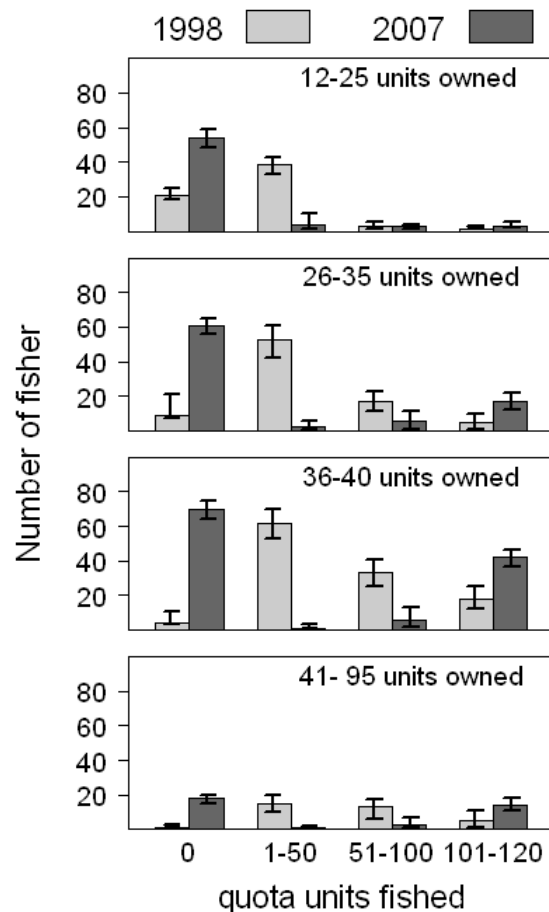 1998 2007
12-25 units owned
80
60
40
20
26-35 units owned
80
60
40
20
36-40 units owned
80
60
40
20
41- 95 units owned
80
60
40
20
Number of fisher
0 1-50 51-100 101-120
quota units fished